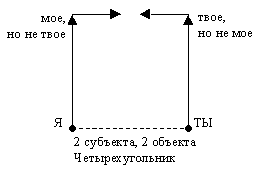 мое,
но не твое
твое,
но не мое
Я
ТЫ
2 субъекта, 2 объекта
Четырехугольник